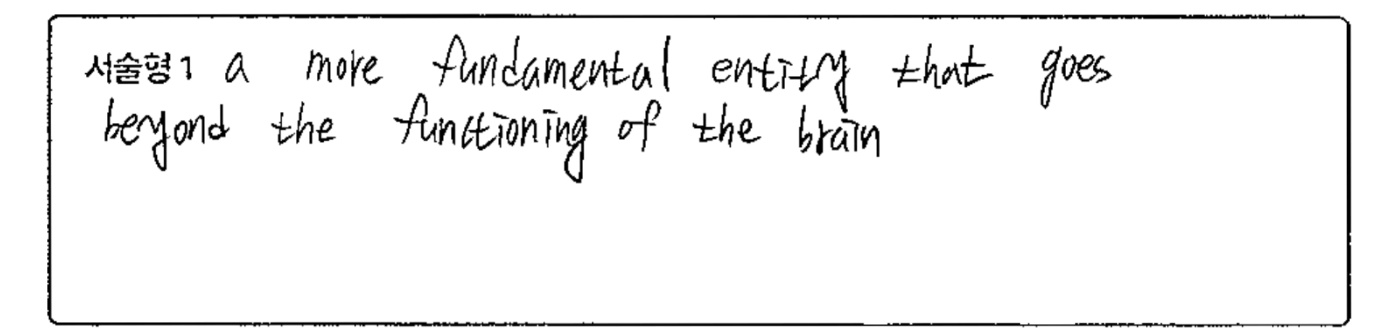 서술형1 a more fundamental entity that goes
beyond the functioning of the brain